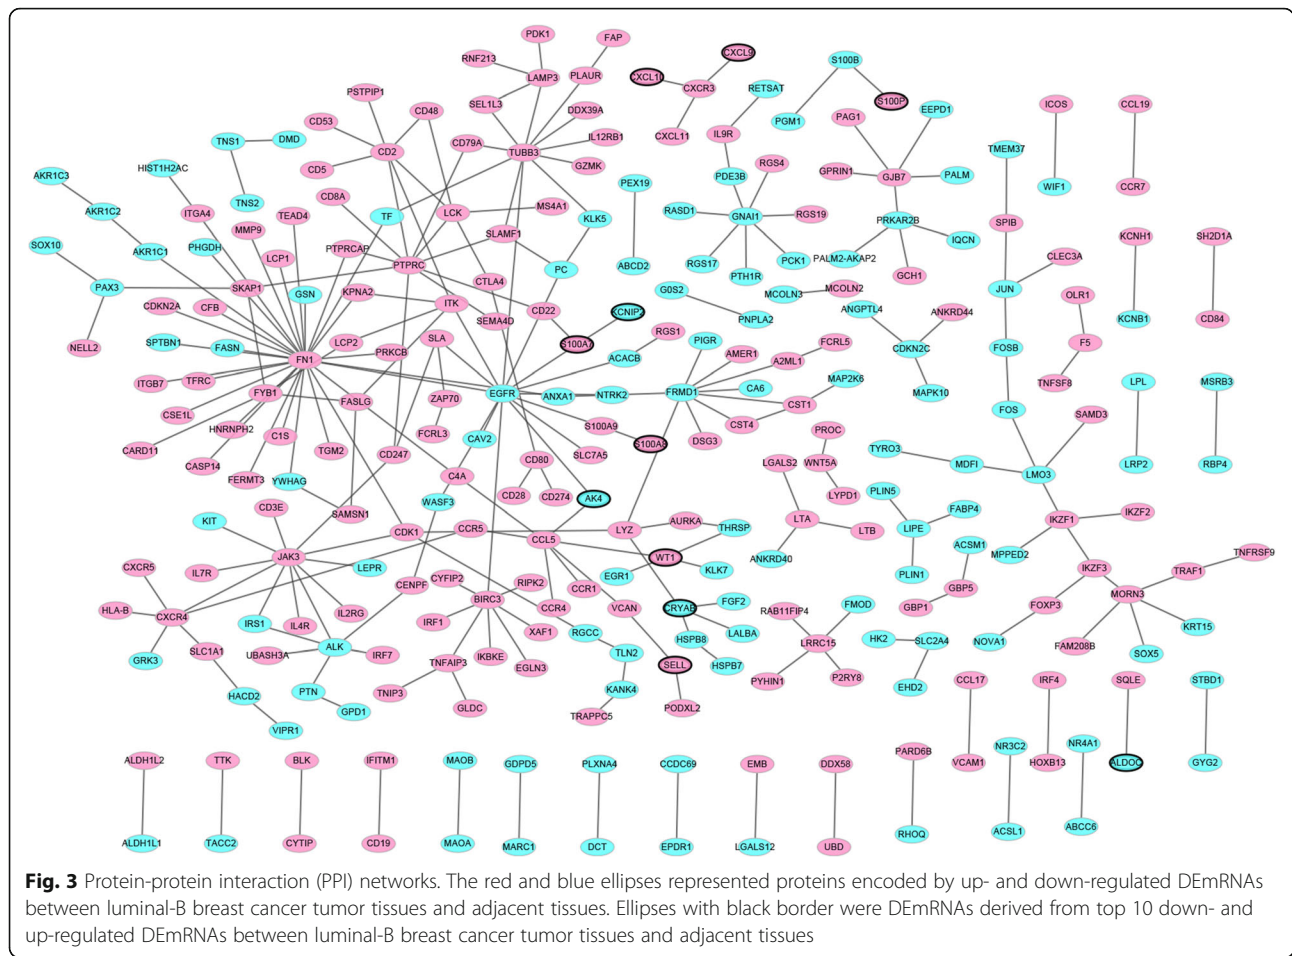 PDK1
FAP
RNF213
LAMP3
PLAUR
CXCL9
CXCL10
CXCR3
CXCL11
S100B
S100P
PGM1
RETSAT
IL9R
PDE3B
RGS4
RASD1
GNAI1
RGS19
RGS17
PTH1R
PCK1
PAG1
EEPD1
GPRIN1
GJB7
PALM
PRKAR2B
IQCN
PALM2-AKAP2
GCH1
TMEM37
SPIB
CLEC3A
JUN
FOSB
FOS
ICOS
WIF1
CCL19
CCR7
KCNH1
KCNB1
SH2D1A
CD84
OLR1
F5
TNFSF8
LPL
LRP2
MSRB3
RBP4
PSTPIP1
CD53
CD48
SEL1L3
DDX39A
CD2
CD79A
TUBB3
IL12RB1
GZMK
CD5
TNS1
DMD
TNS2
HIST1H2AC
AKR1C3
AKR1C2
AKR1C1
ITGA4
CD8A
TF
LCK
MS4A1
KLK5
PEX19
ABCD2
TEAD4
MMP9
PHGDH
LCP1
PTPRCAP
SLAMF1
PTPRC
PC
SOX10
PAX3
SKAP1
GSN
KPNA2
CTLA4
ITK
CD22
KCNIP2
G0S2
PNPLA2
MCOLN3
MCOLN2
ANGPTL4
ANKRD44
CDKN2C
MAPK10
CDKN2A
CFB
SEMA4D
SLA
S100A7
RGS1
SPTBN1
FASN
LCP2
PRKCB
ACACB
PIGR
AMER1
FCRL5
A2ML1
NELL2
FN1
ITGB7
TFRC
FYB1
FASLG
ZAP70
EGFR
ANXA1
NTRK2
FRMD1
CA6
MAP2K6
CST1
CST4
DSG3
CSE1L
HNRNPH2
C1S
TGM2
FCRL3
CAV2
S100A9
S100A8
SLC7A5
CARD11
CASP14
FERMT3
YWHAG
CD247
C4A
CD80
CD28
CD274
AK4
WASF3
SAMSN1
KIT
CD3E
CDK1
CCR5
CCL5
LYZ
AURKA
THRSP
WT1
EGR1
KLK7
LGALS2
PROC
WNT5A
LYPD1
LTA
LTB
ANKRD40
PLIN5
LIPE
FABP4
PLIN1
ACSM1
GBP5
GBP1
TYRO3
MDFI
LMO3
SAMD3
MPPED2
IKZF1
IKZF2
IKZF3
FOXP3
NOVA1
MORN3
TRAF1
TNFRSF9
KRT15
FAM208B
SOX5
JAK3
CXCR5
IL7R
LEPR
CENPF
CYFIP2
RIPK2
CCR1
VCAN
CRYAB
FGF2
LALBA
HLA-B
CXCR4
IL2RG
IL4R
IRS1
BIRC3
CCR4
IRF1
XAF1
RGCC
HSPB8
HSPB7
GRK3
SLC1A1
UBASH3A
ALK
IRF7
TNFAIP3
IKBKE
EGLN3
TLN2
SELL
KANK4
PODXL2
TRAPPC5
TNIP3
GLDC
HACD2
PTN
GPD1
VIPR1
RAB11FIP4
FMOD
LRRC15
PYHIN1
P2RY8
HK2
SLC2A4
EHD2
CCL17
VCAM1
IRF4
HOXB13
SQLE
ALDOC
STBD1
GYG2
NR3C2
ACSL1
NR4A1
ABCC6
PARD6B
RHOQ
ALDH1L2
ALDH1L1
TTK
TACC2
BLK
CYTIP
IFITM1
CD19
MAOB
MAOA
GDPD5
MARC1
PLXNA4
DCT
CCDC69
EPDR1
EMB
LGALS12
DDX58
UBD
Fig. 3 Protein-protein interaction (PPI) networks. The red and blue ellipses represented proteins encoded by up- and down-regulated DEmRNAs
between luminal-B breast cancer tumor tissues and adjacent tissues. Ellipses with black border were DEmRNAs derived from top 10 down- and
up-regulated DEmRNAs between luminal-B breast cancer tumor tissues and adjacent tissues